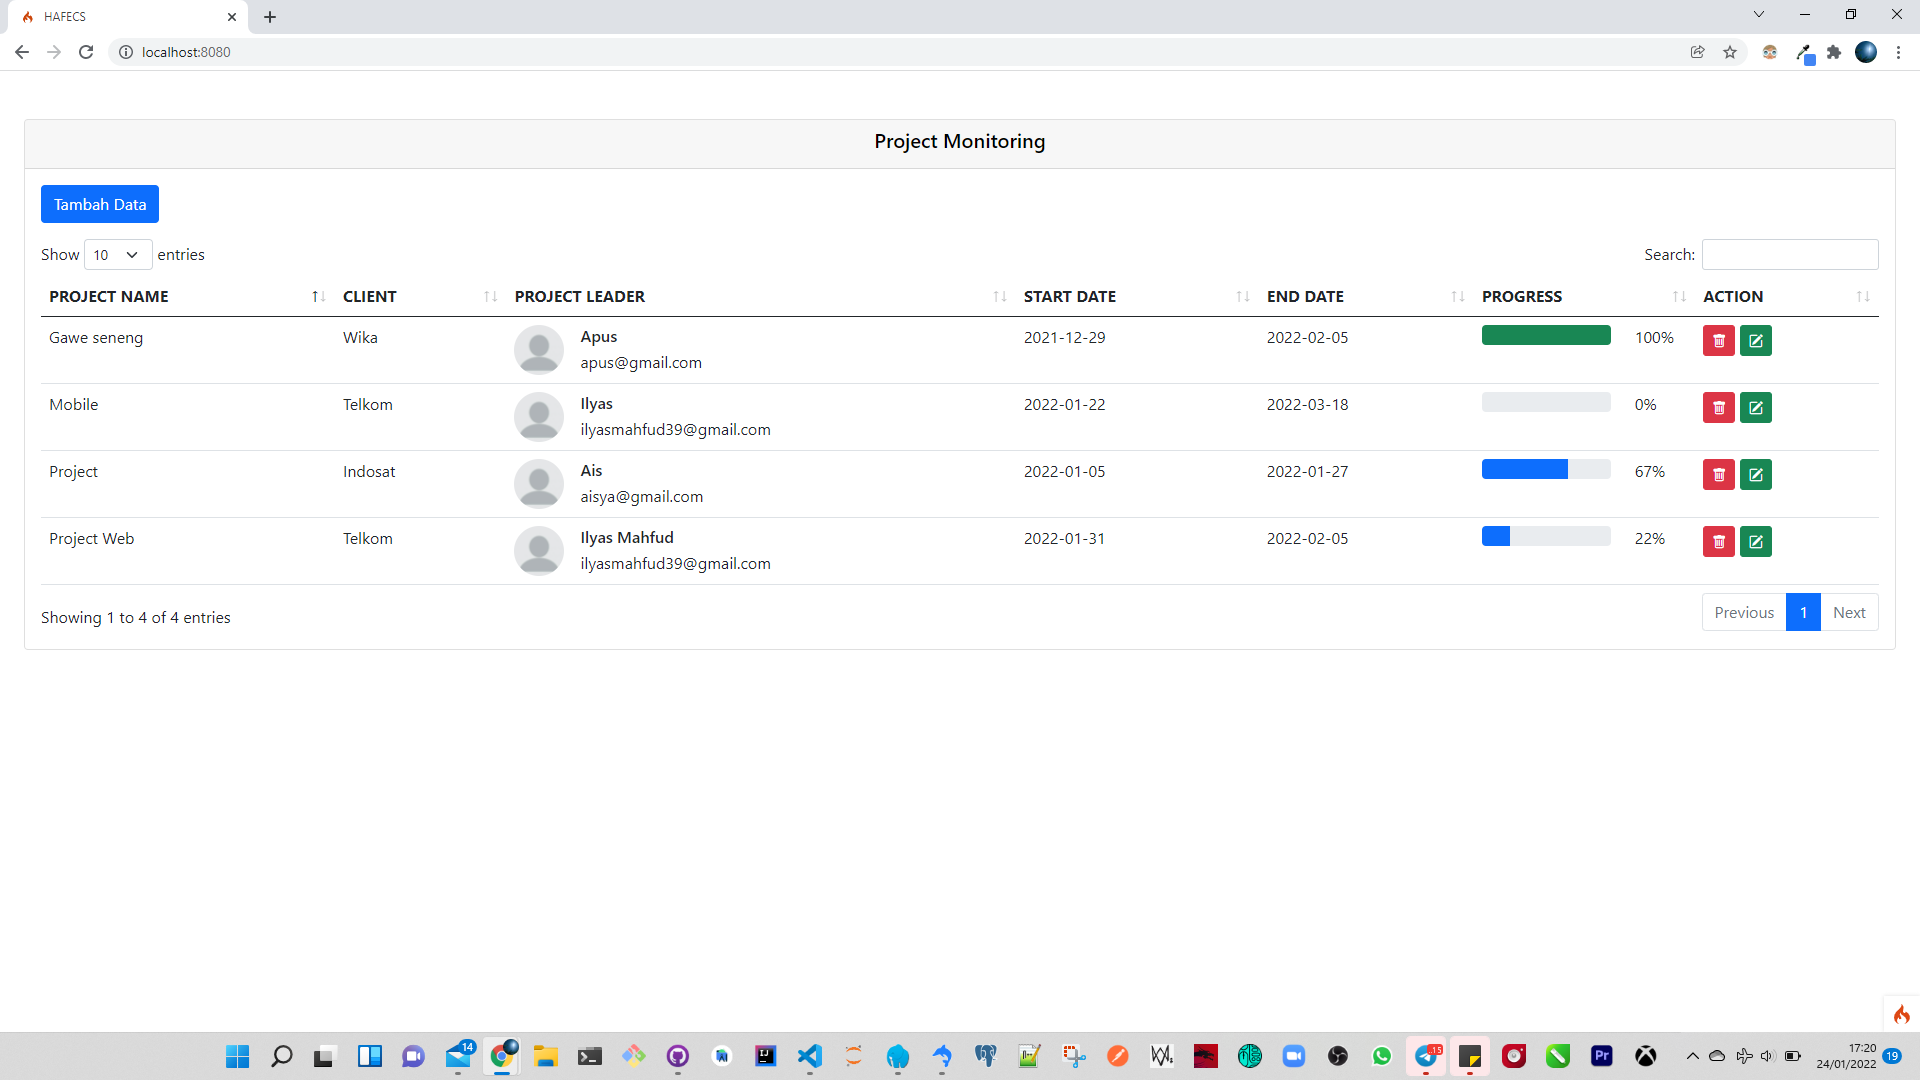 HAFECS
localhost:8080
Project Monitoring
Tambah Data
Show 10 entries
Search:
PROJECT NAME CLIENT PROJECT LEADER START DATE END DATE PROGRESS ACTION
Gawe seneng Wika Apus 2021-12-29 2022-02-05 100%
apus@gmail.com
Mobile Telkom Ilyas 2022-01-22 2022-03-18 0%
ilyasmahfud39@gmail.com
Project Indosat Ais 2022-01-05 2022-01-27 67%
aisya@gmail.com
Project Web Telkom Ilyas Mahfud 2022-01-31 2022-02-05 22%
ilyasmahfud39@gmail.com
Showing 1 to 4 of 4 entries
Previous 1 Next
14
IJ
15
Pr
17:20
24/01/2022
19